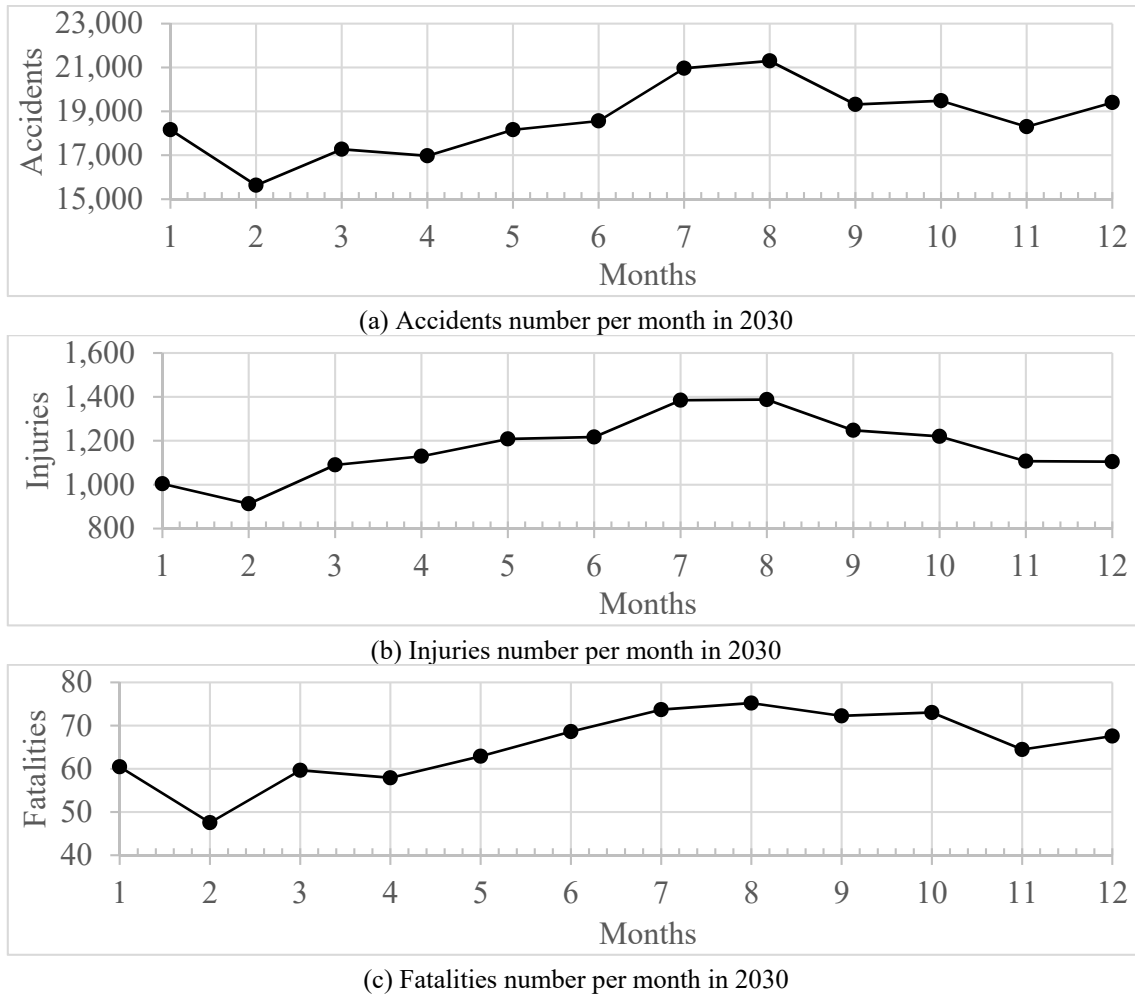 23,000
21,000
19,000
17,000
15,000
Accidents
1 2 3 4 5 6 7 8 9 10 11 12
Months
(a) Accidents number per month in 2030
1,600
1,400
1,200
1,000
800
Injuries
1 2 3 4 5 6 7 8 9 10 11 12
Months
(b) Injuries number per month in 2030
80
70
60
50
40
Fatalities
1 2 3 4 5 6 7 8 9 10 11 12
Months
(c) Fatalities number per month in 2030